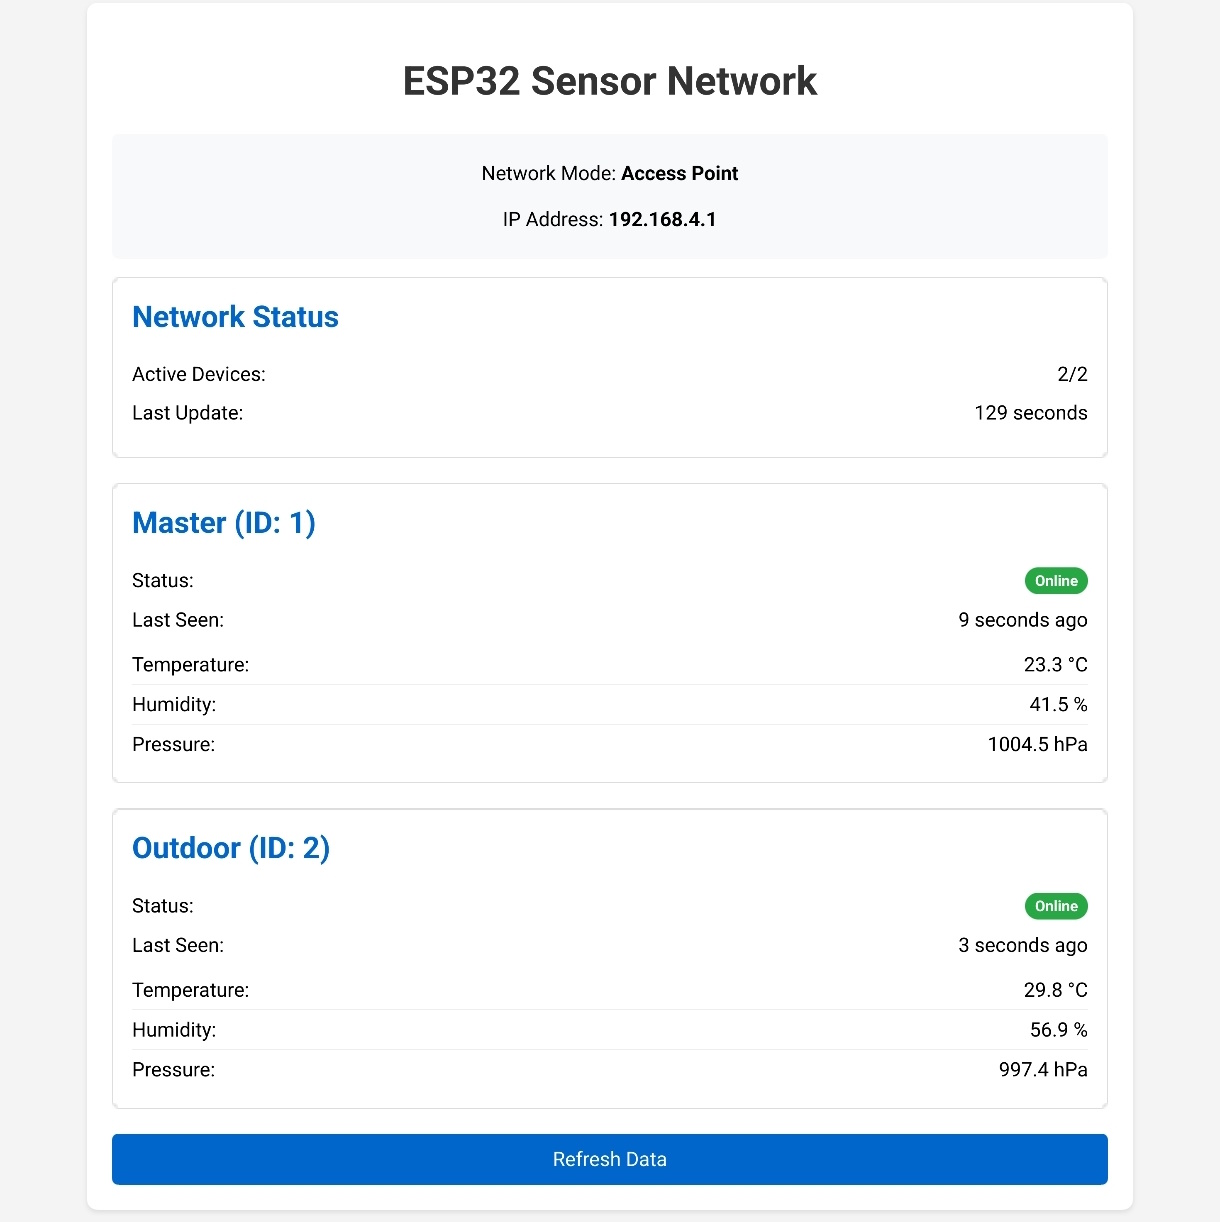 ESP32 Sensor Network
Network Mode: Access Point
IP Address: 192.168.4.1
Network Status
Active Devices: 2/2
Last Update: 129 seconds
Master (ID: 1)
Status: Online
Last Seen: 9 seconds ago
Temperature: 23.3 °C
Humidity: 41.5 %
Pressure: 1004.5 hPa
Outdoor (ID: 2)
Status: Online
Last Seen: 3 seconds ago
Temperature: 29.8 °C
Humidity: 56.9 %
Pressure: 997.4 hPa
Refresh Data